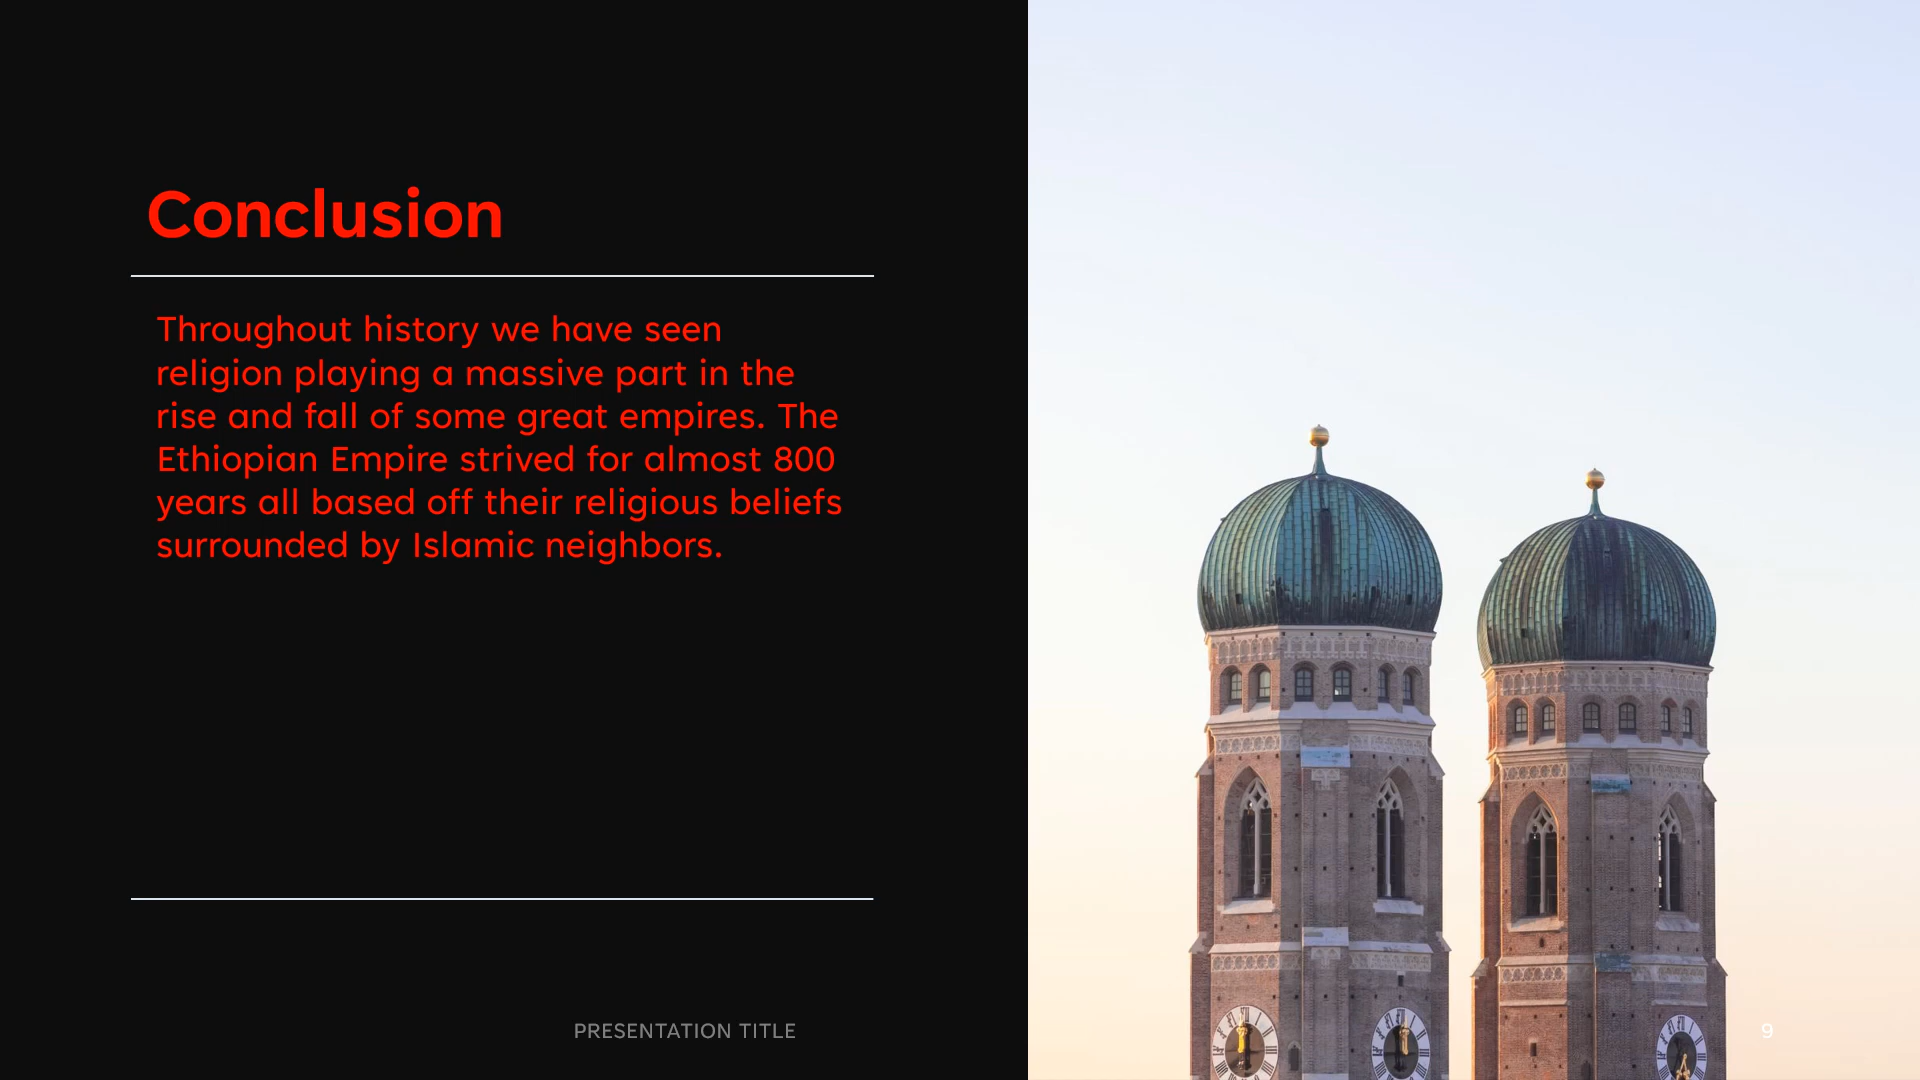 Conclusion
Throughout history we have seen
religion playing a massive part in the
rise and fall of some great empires. The
Ethiopian Empire strived for almost 800
years all based off their religious beliefs
surrounded by Islamic neighbors.
PRESENTATION TITLE
9